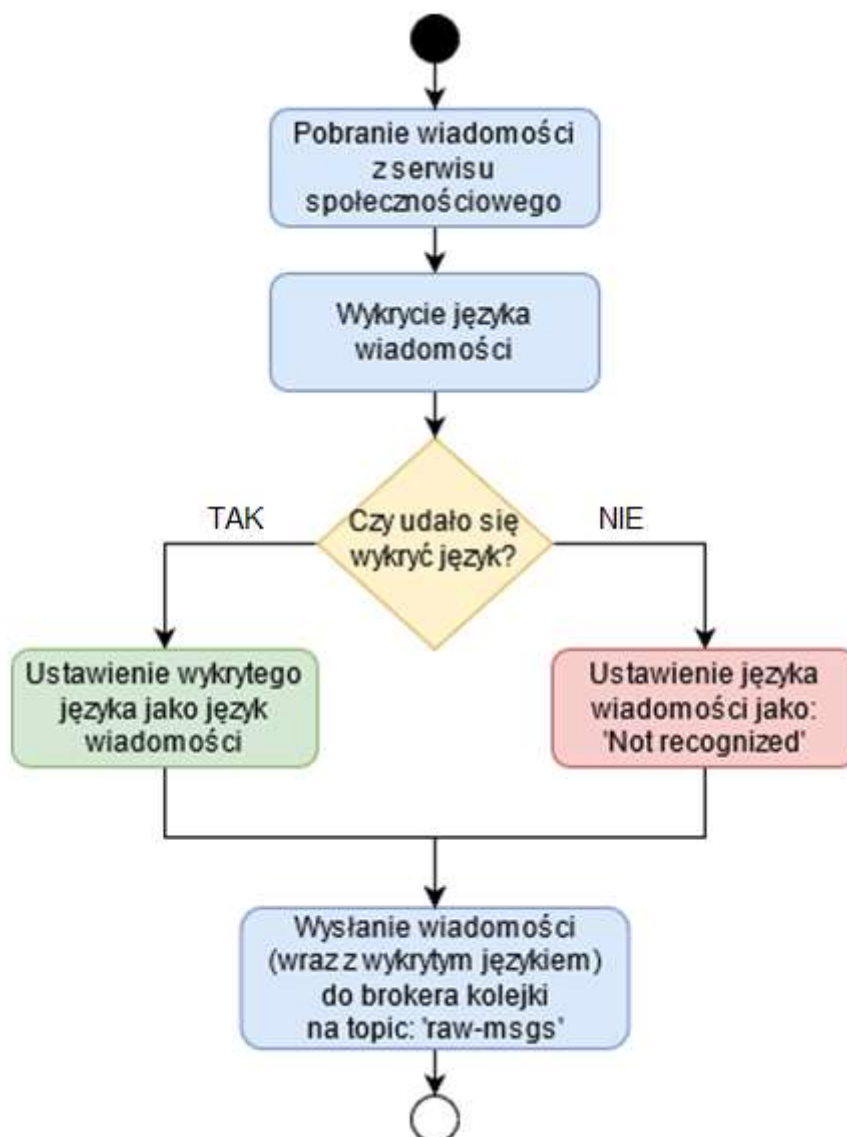 Pobranie wiadomości
z serwisu
społecznościowego
Wykrycie języka
wiadomości
TAK
Czy udało się
wykryć język?
NIE
Ustawienie wykrytego
języka jako język
wiadomości
Ustawienie języka
wiadomości jako:
'Not recognized'
Wysłanie wiadomości
(wraz z wykrytym językiem)
do brokera kolejki
na topic: 'raw-msgs'